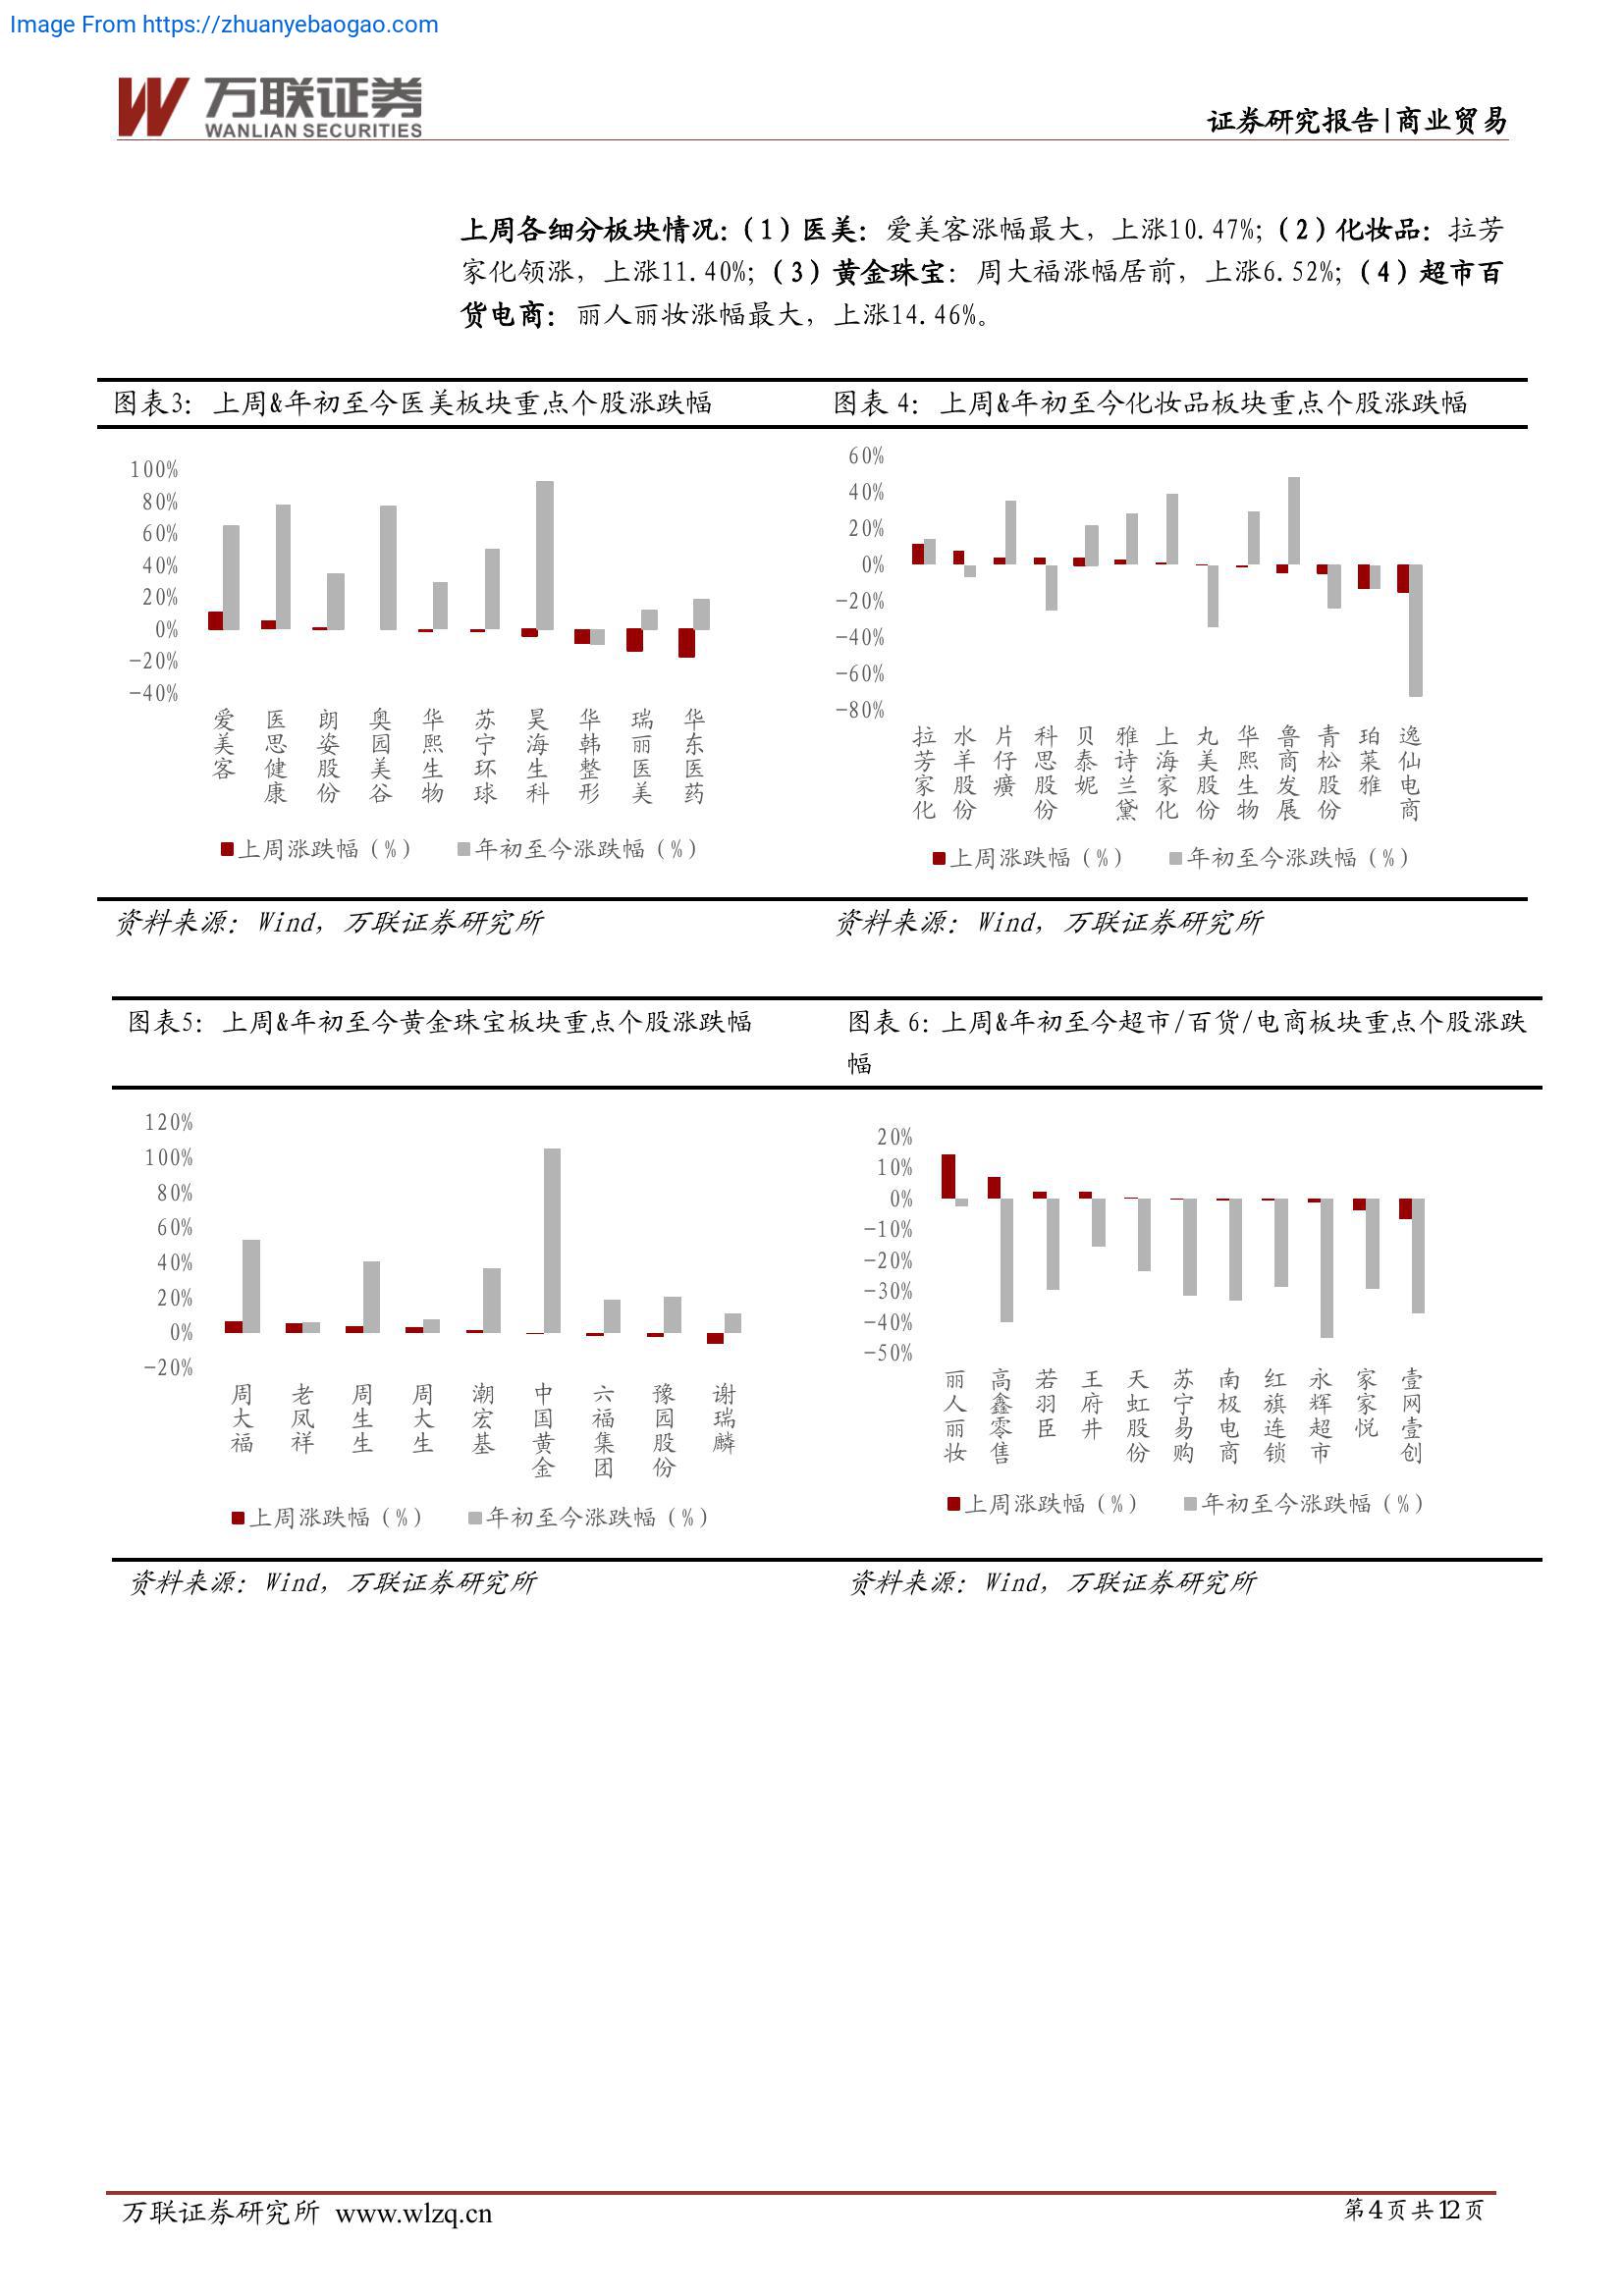 Image From https://zhuanyebaogao.com
万联证券
WANLIAN SECURITIES
证券研究报告|商业贸易
上周各细分板块情况：（1）医美：爱美客涨幅最大，上涨10.47%；（2）化妆品：拉芳
家化领涨，上涨11.40%；（3）黄金珠宝：周大福涨幅居前，上涨6.52%；（4）超市百
货电商：丽人丽妆涨幅最大，上涨14.46%。
图表3：上周&年初至今医美板块重点个股涨跌幅
100%
80%
60%
40%
20%
0%
-20%
-40%
爱美客
医思健康
朗姿股份
奥园美谷
华熙生物
苏宁环球
昊海生科
华韩整形
瑞丽医美
华东医药
上周涨跌幅（%）
年初至今涨跌幅（%）
资料来源：Wind，万联证券研究所
图表 4：上周&年初至今化妆品板块重点个股涨跌幅
60%
40%
20%
0%
-20%
-40%
-60%
-80%
拉芳家化
水羊股份
片仔癀
科思股份
贝泰妮
雅诗兰黛
上海家化
丸美股份
华熙生物
鲁商发展
青松股份
珀莱雅
逸仙电商
上周涨跌幅（%）
年初至今涨跌幅（%）
资料来源：Wind，万联证券研究所
图表5：上周&年初至今黄金珠宝板块重点个股涨跌幅
120%
100%
80%
60%
40%
20%
0%
-20%
周大福
老凤祥
周生生
周大生
潮宏基
中国黄金
六福集团
豫园股份
谢瑞麟
上周涨跌幅（%）
年初至今涨跌幅（%）
资料来源：Wind，万联证券研究所
图表 6：上周&年初至今超市/百货/电商板块重点个股涨跌
幅
20%
10%
0%
-10%
-20%
-30%
-40%
-50%
丽人丽妆
高鑫零售
若羽臣
王府井
天虹股份
苏宁易购
南极电商
红旗连锁
永辉超市
家家悦
壹网壹创
上周涨跌幅（%）
年初至今涨跌幅（%）
资料来源：Wind，万联证券研究所
万联证券研究所 www.wlzq.cn
第4页共12页